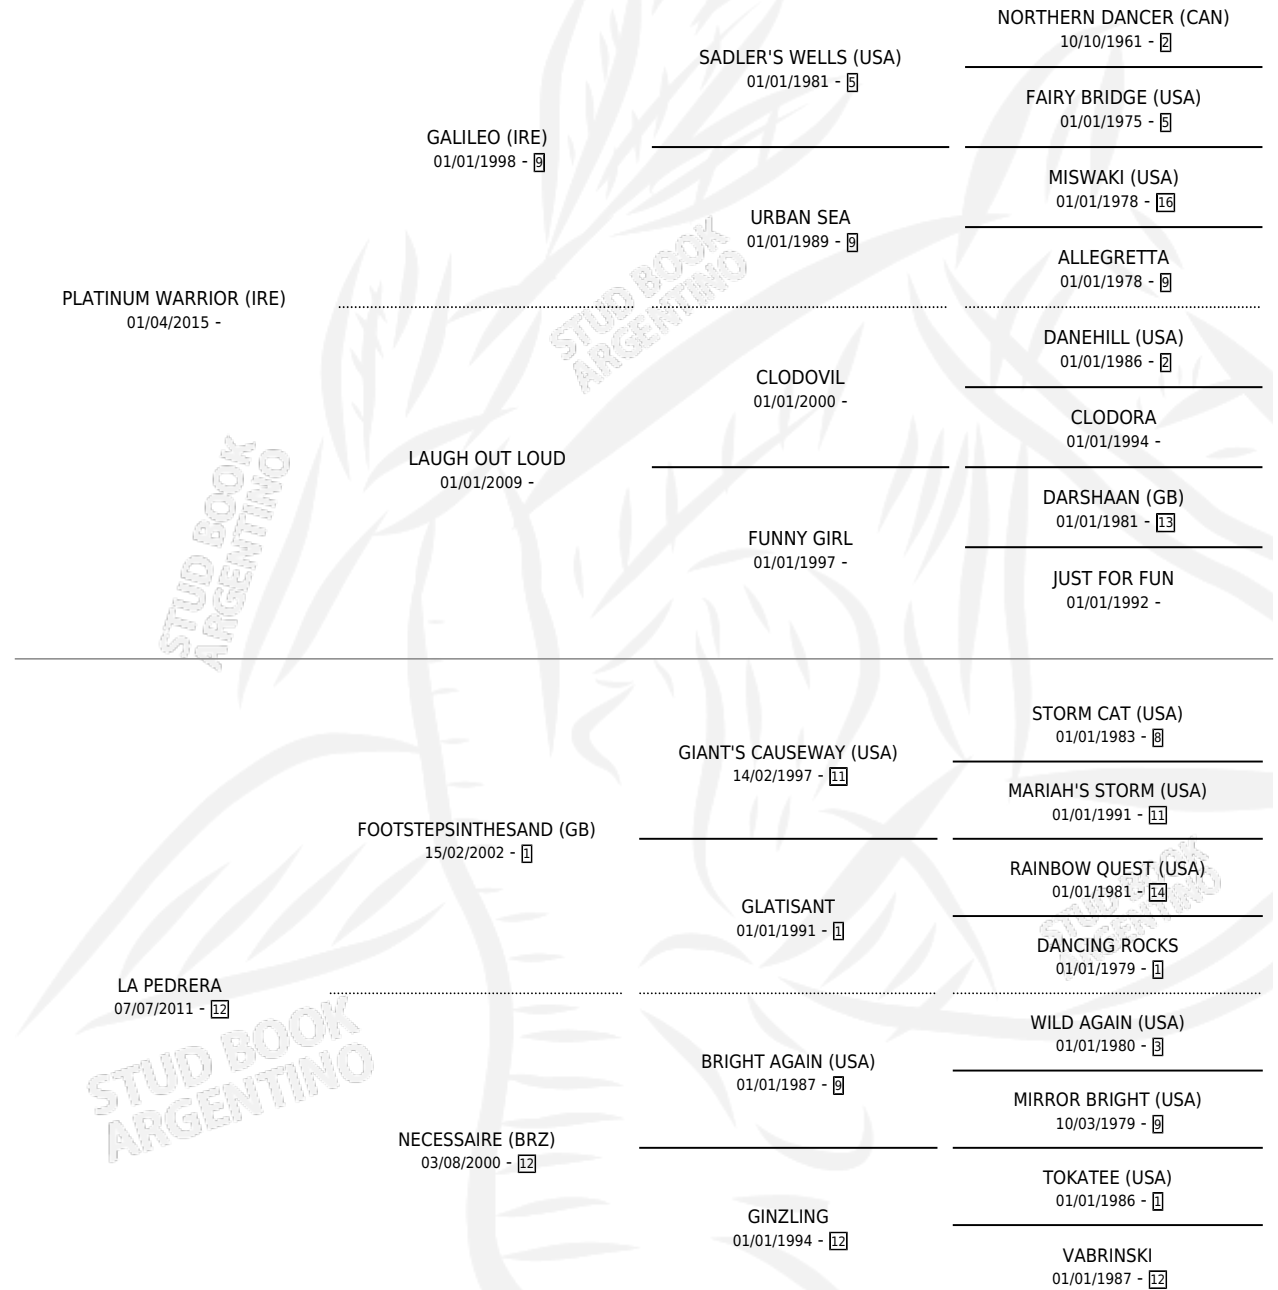 NORTHERN DANCER (CAN)
10/10/1961 - 2
SADLER'S WELLS (USA)
01/01/1981 - 5
FAIRY BRIDGE (USA)
01/01/1975 - 5
GALILEO (IRE)
01/01/1998 - 9
MISWAKI (USA)
01/01/1978 - 16
URBAN SEA
01/01/1989 - 9
ALLEGRETTA
01/01/1978 - 9
PLATINUM WARRIOR (IRE)
01/04/2015 -
DANEHILL (USA)
01/01/1986 - 2
CLODOVIL
01/01/2000 -
CLODORA
01/01/1994 -
LAUGH OUT LOUD
01/01/2009 -
DARSHAAN (GB)
01/01/1981 - 13
FUNNY GIRL
01/01/1997 -
JUST FOR FUN
01/01/1992 -
STORM CAT (USA)
01/01/1983 - 8
GIANT'S CAUSEWAY (USA)
14/02/1997 - 11
MARIAH'S STORM (USA)
01/01/1991 - 11
FOOTSTEPSINTHESAND (GB)
15/02/2002 - 1
RAINBOW QUEST (USA)
01/01/1981 - 14
GLATISANT
01/01/1991 - 1
DANCING ROCKS
01/01/1979 - 1
LA PEDRERA
07/07/2011 - 12
WILD AGAIN (USA)
01/01/1980 - 3
BRIGHT AGAIN (USA)
01/01/1987 - 9
MIRROR BRIGHT (USA)
10/03/1979 - 9
NECESSAIRE (BRZ)
03/08/2000 - 12
TOKATEE (USA)
01/01/1986 - 1
GINZLING
01/01/1994 - 12
VABRINSKI
01/01/1987 - 12
STUD BOOK
ARGENTINO
STUD BOOK
ARGENTINO
STUD BOOK
ARGENTINO
STUD BOOK
ARGENTINO